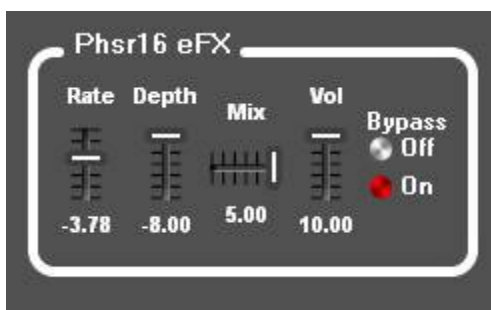 Phsr16 eFX
Rate Depth Mix Vol
Bypass
Off
On
-3.78 -8.00 5.00 10.00